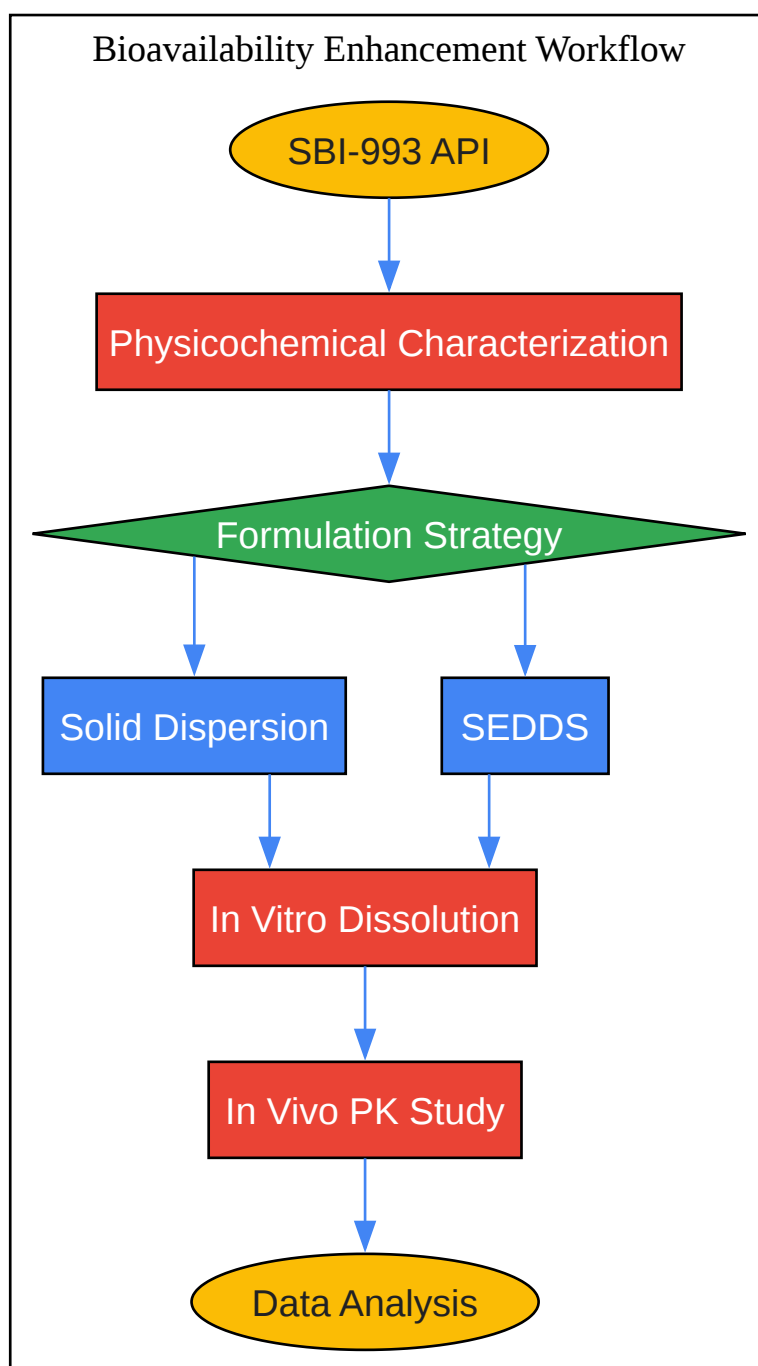 Bioavailability Enhancement Workflow
SBI-993 API
Physicochemical Characterization
Formulation Strategy
Solid Dispersion
SEDDS
In Vitro Dissolution
In Vivo PK Study
Data Analysis